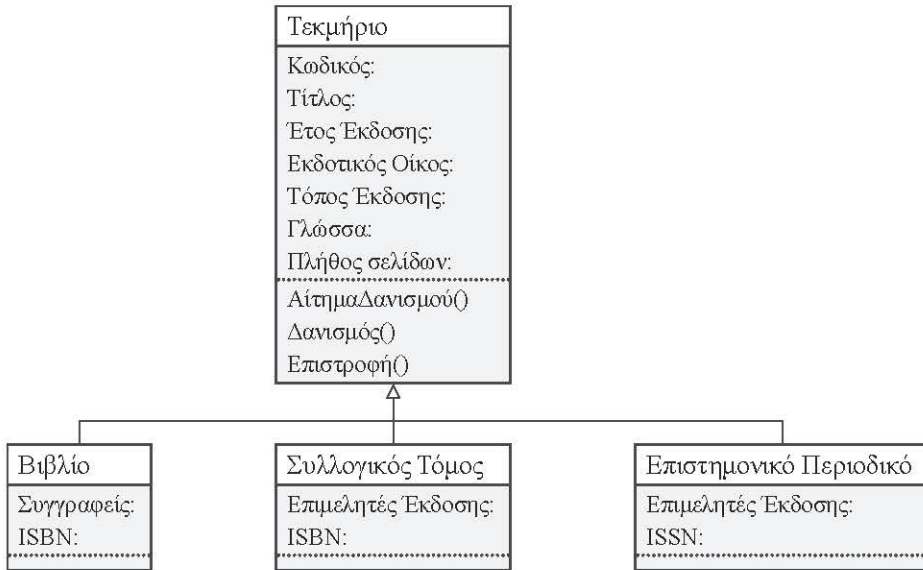 Τεκμήριο
Κωδικός:
Τίτλος:
Έτος Έκδοσης:
Εκδοτικός Οίκος:
Τόπος Έκδοσης:
Γλώσσα:
Πλήθος σελίδων:
ΑίτημαΔανισμού()
Δανισμός()
Επιστροφή()
Βιβλίο
Συγγραφείς:
ISBN:
Συλλογικός Τόμος
Επιμελητές Έκδοσης:
ISBN:
Επιστημονικό Περιοδικό
Επιμελητές Έκδοσης:
ISSN: